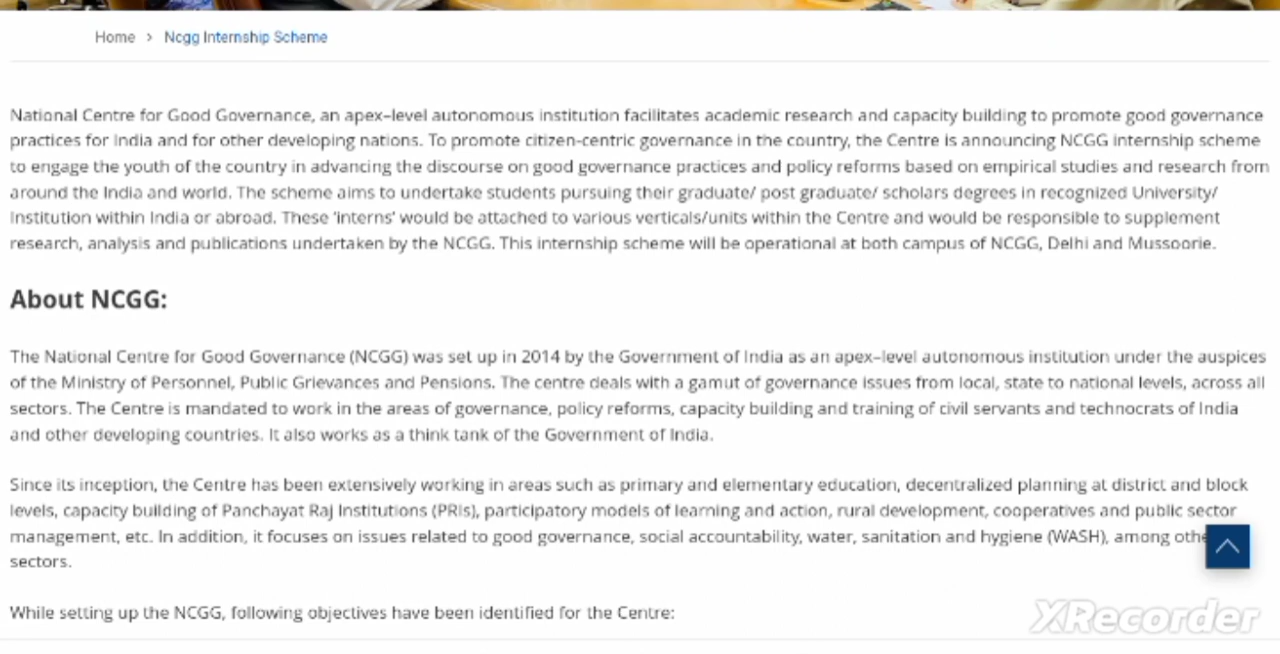 Home > Ncgg Internship Scheme
National Centre for Good Governance, an apex–level autonomous institution facilitates academic research and capacity building to promote good governance
practices for India and for other developing nations. To promote citizen-centric governance in the country, the Centre is announcing NCGG internship scheme
to engage the youth of the country in advancing the discourse on good governance practices and policy reforms based on empirical studies and research from
around the India and world. The scheme aims to undertake students pursuing their graduate/ post graduate/ scholars degrees in recognized University/
Institution within India or abroad. These ‘interns’ would be attached to various verticals/units within the Centre and would be responsible to supplement
research, analysis and publications undertaken by the NCGG. This internship scheme will be operational at both campus of NCGG, Delhi and Mussoorie.
About NCGG:
The National Centre for Good Governance (NCGG) was set up in 2014 by the Government of India as an apex–level autonomous institution under the auspices
of the Ministry of Personnel, Public Grievances and Pensions. The centre deals with a gamut of governance issues from local, state to national levels, across all
sectors. The Centre is mandated to work in the areas of governance, policy reforms, capacity building and training of civil servants and technocrats of India
and other developing countries. It also works as a think tank of the Government of India.
Since its inception, the Centre has been extensively working in areas such as primary and elementary education, decentralized planning at district and block
levels, capacity building of Panchayat Raj Institutions (PRIs), participatory models of learning and action, rural development, cooperatives and public sector
management, etc. In addition, it focuses on issues related to good governance, social accountability, water, sanitation and hygiene (WASH), among othe
sectors.
While setting up the NCGG, following objectives have been identified for the Centre:
XRecorder